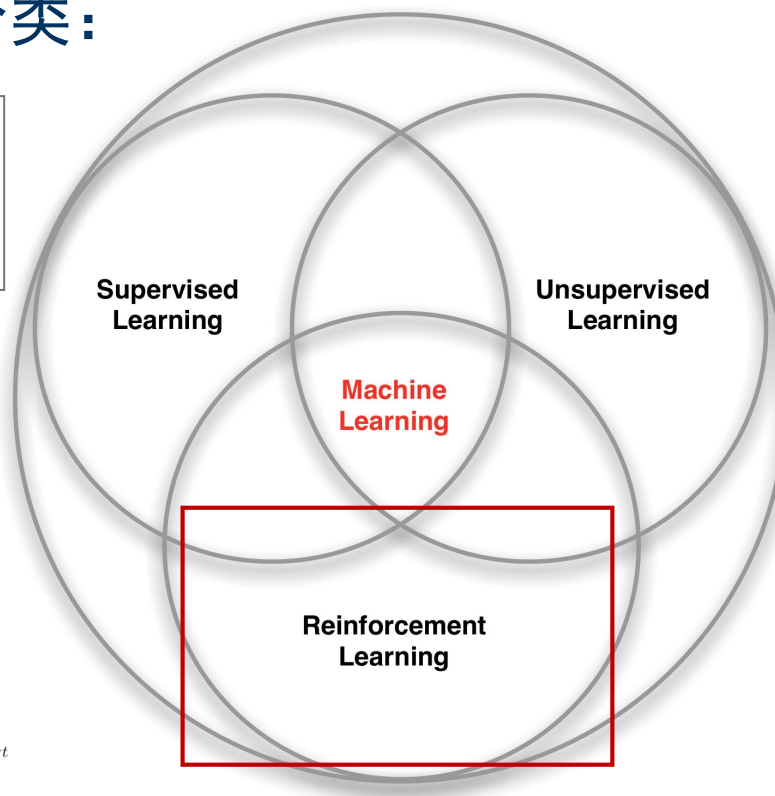 类：
Supervised
Learning
Unsupervised
Learning
Machine
Learning
Reinforcement
Learning
t